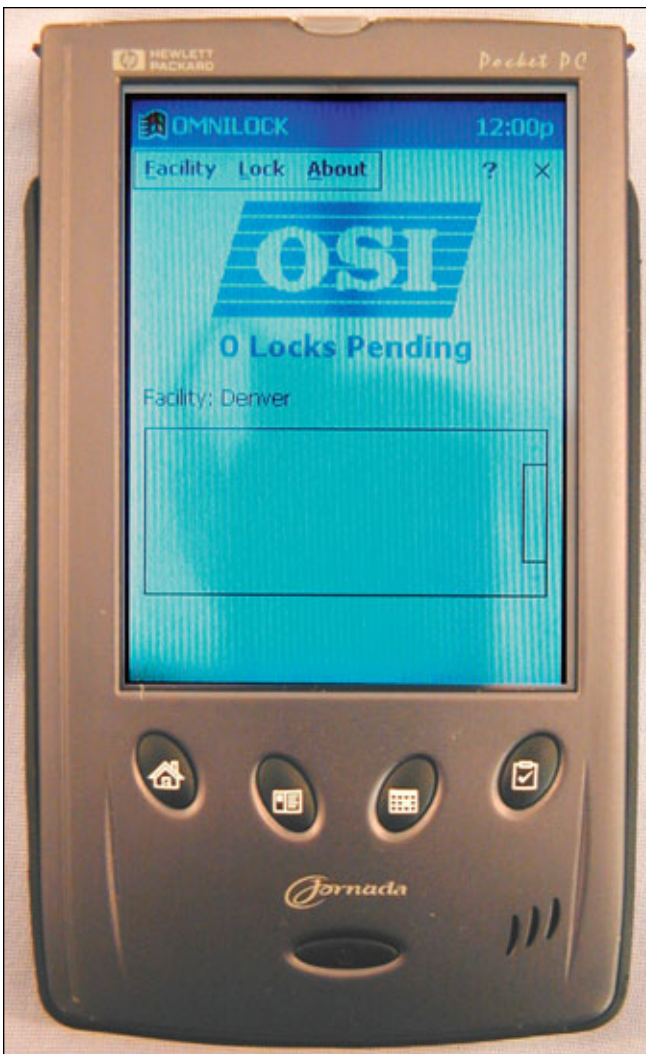 HEWLETT
PACKARD
Pocket PC
OMNILOCK 12:00p
Facility Lock About ? ×
OSI
0 Locks Pending
Facility: Denver
Jornada